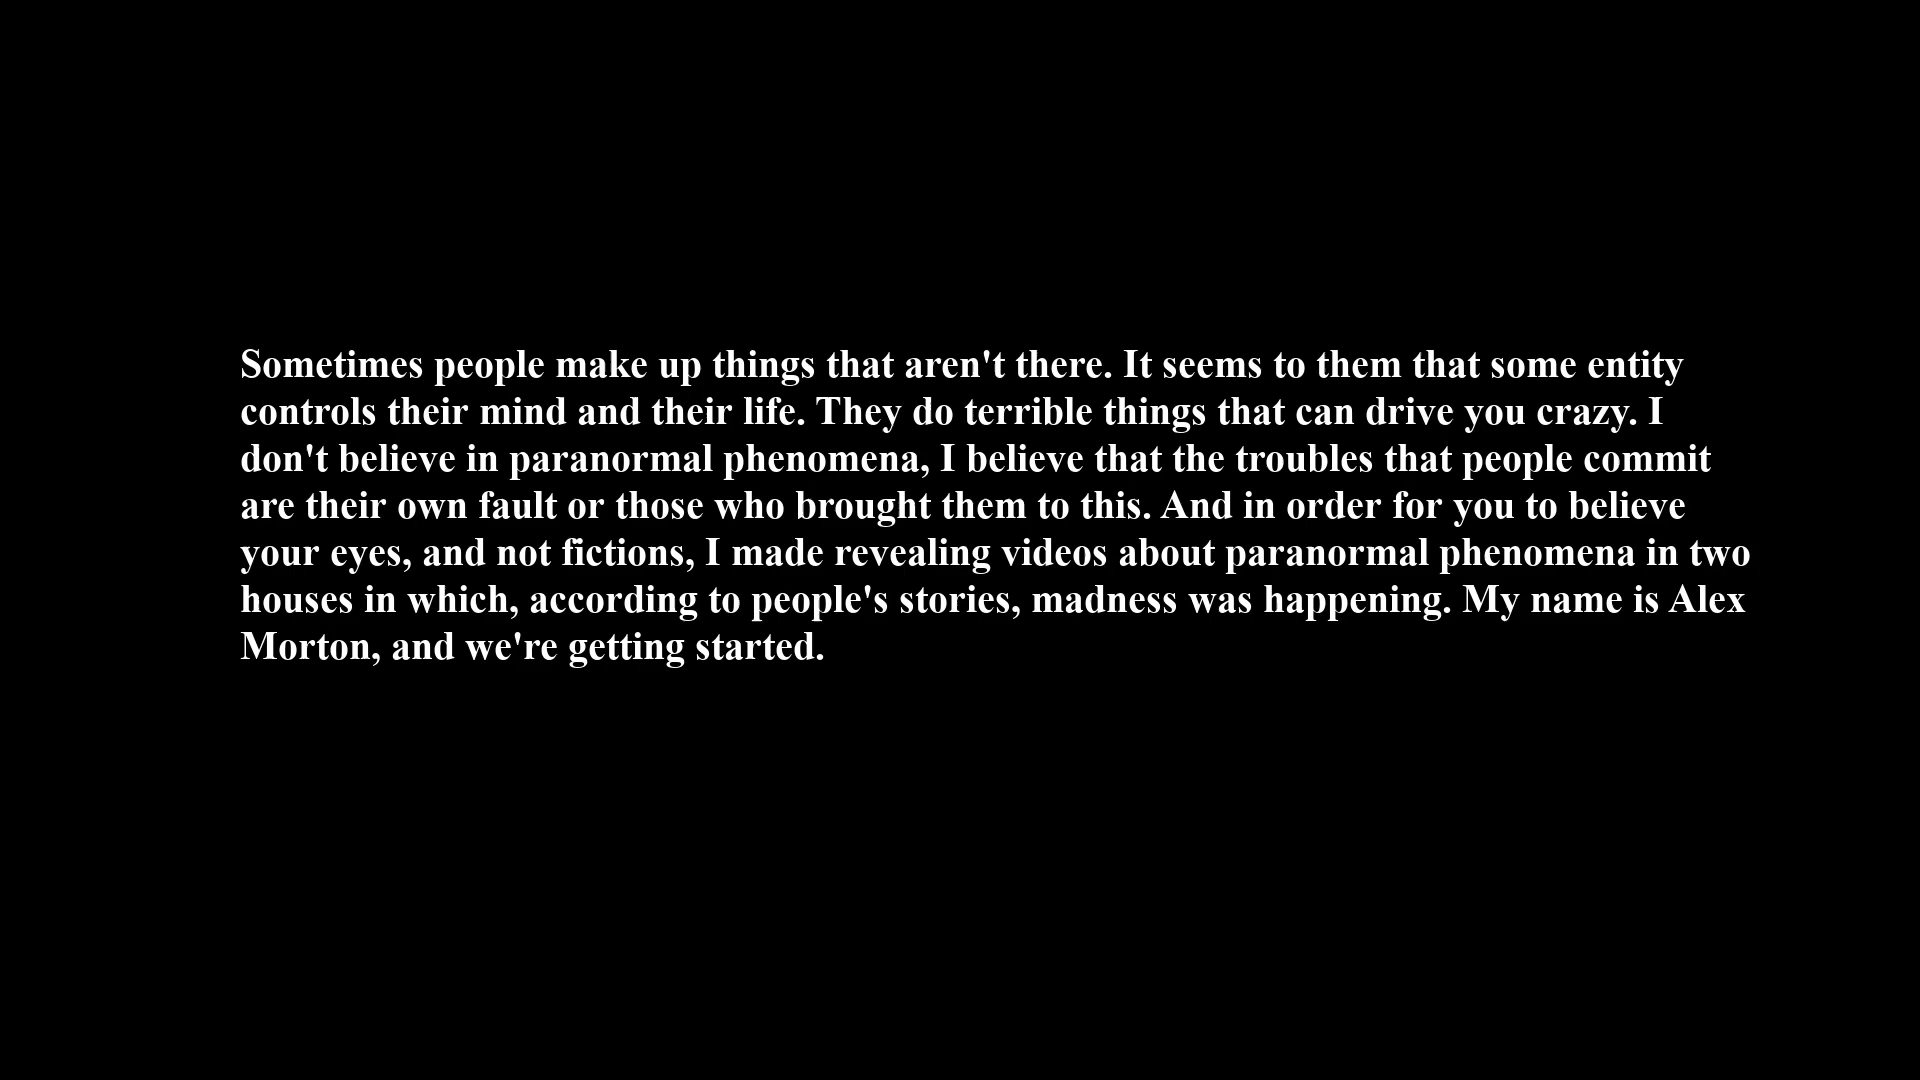 Sometimes people make up things that aren't there. It seems to them that some entity
controls their mind and their life. They do terrible things that can drive you crazy. I
don't believe in paranormal phenomena, I believe that the troubles that people commit
are their own fault or those who brought them to this. And in order for you to believe
your eyes, and not fictions, I made revealing videos about paranormal phenomena in two
houses in which, according to people's stories, madness was happening. My name is Alex
Morton, and we're getting started.